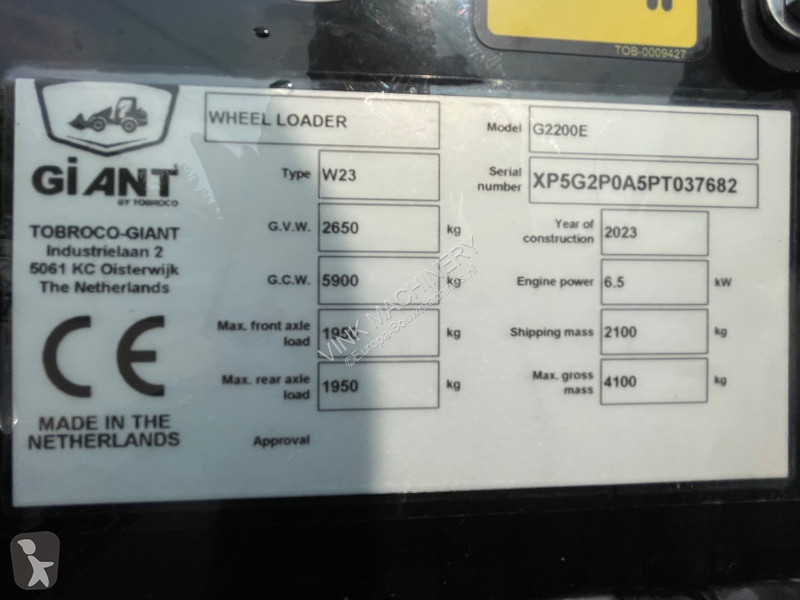 TOB-0009427
WHEEL LOADER
Model G2200E
GiANT
BY TOBROCO
Type W23
Serial number XP5G2P0A5PT037682
TOBROCO-GIANT
Industrielaan 2
5061 KC Oisterwijk
The Netherlands
G.V.W. 2650 kg
Year of construction 2023
G.C.W. 5900 kg
Engine power 6.5 kW
CE
Max. front axle load 1950 kg
Shipping mass 2100 kg
Max. rear axle load 1950 kg
Max. gross mass 4100 kg
MADE IN THE
NETHERLANDS
Approval
VINK MACHINERY